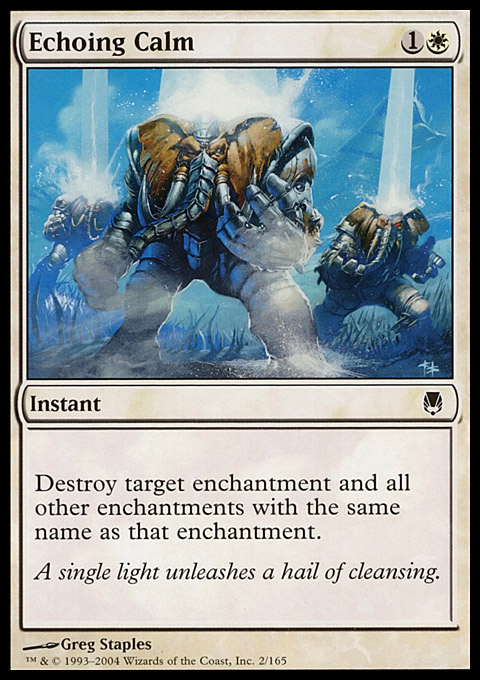 Echoing Calm 1
Instant
Destroy target enchantment and all
other enchantments with the same
name as that enchantment.
A single light unleashes a hail of cleansing.
Greg Staples
™ & © 1993–2004 Wizards of the Coast, Inc. 2/165